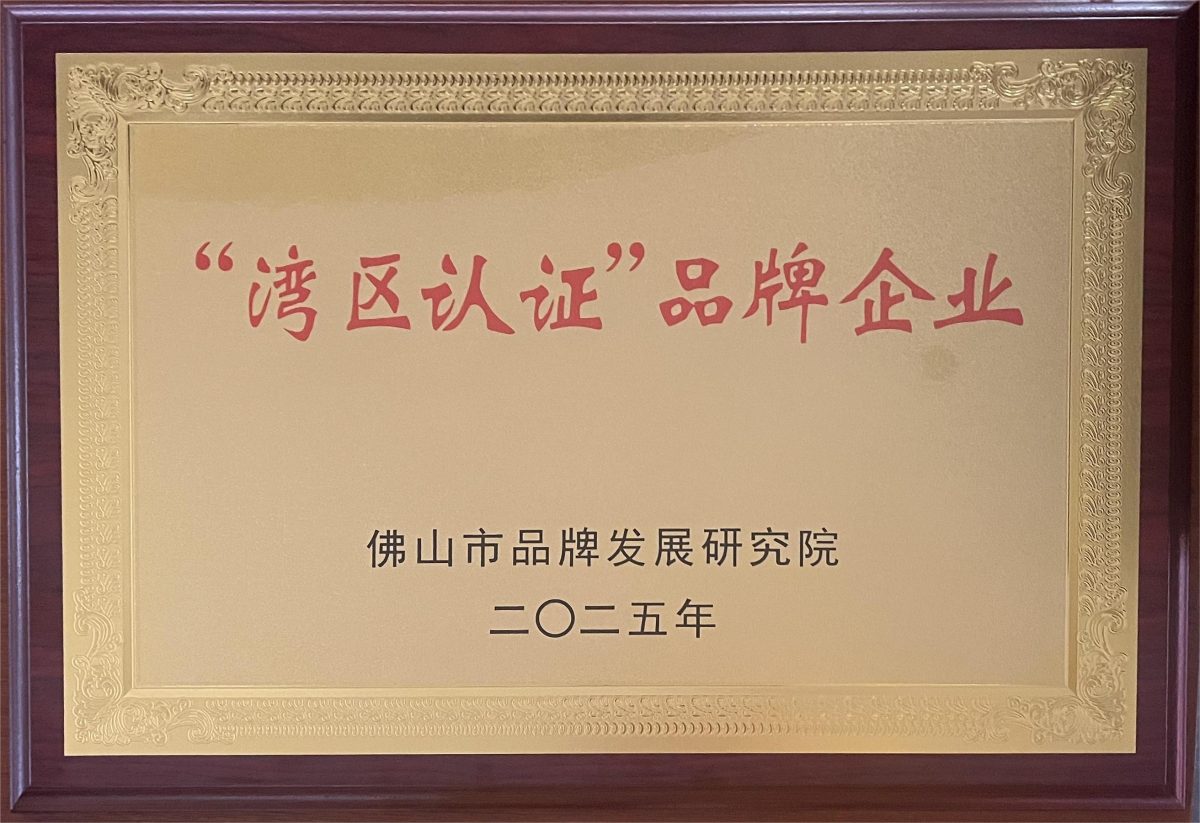 “湾区认证”品牌企业
佛山市品牌发展研究院
二〇二五年